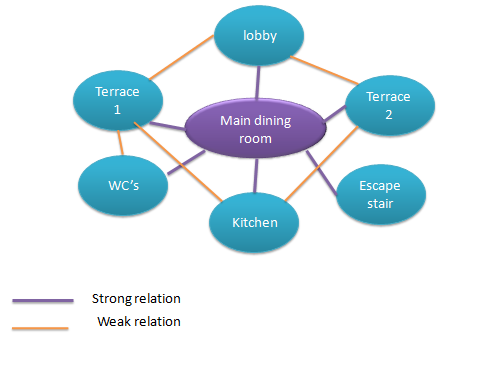 lobby
Terrace
1
Terrace
2
Main dining
room
WC's
Escape
stair
Kitchen
Strong relation
Weak relation